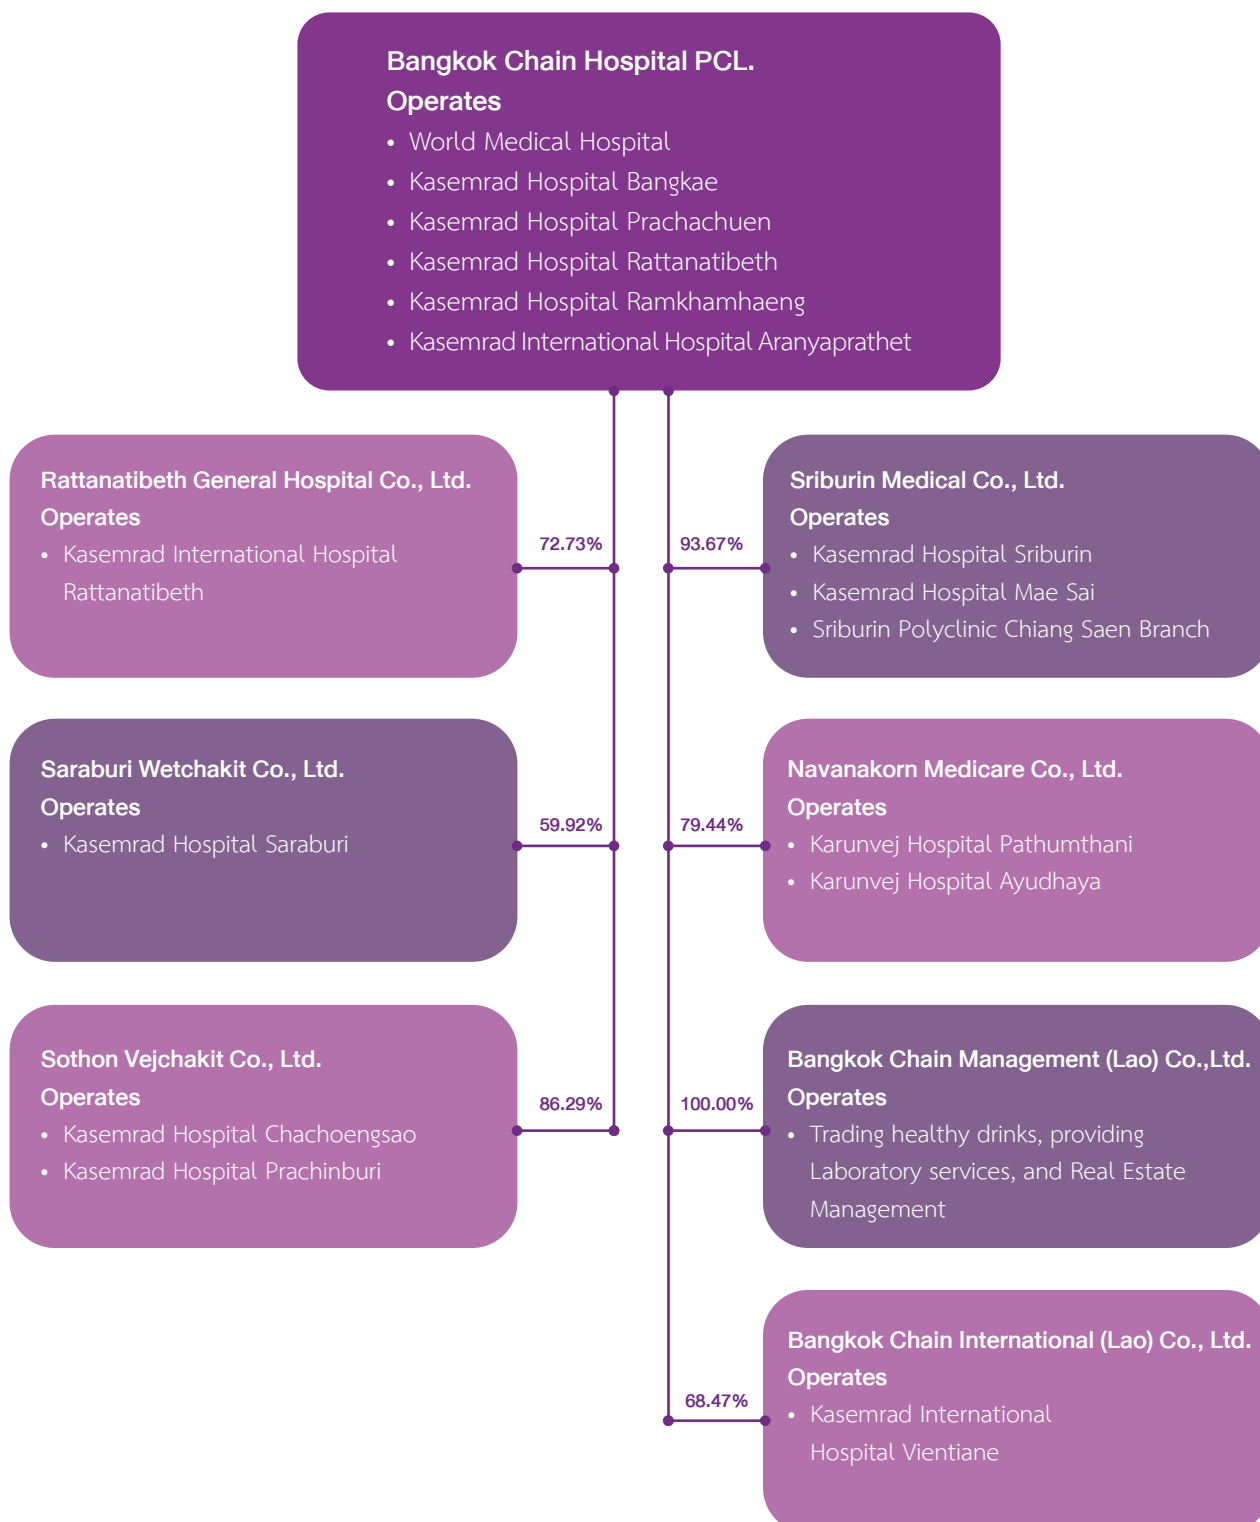 Bangkok Chain Hospital PCL.
Operates
• World Medical Hospital
• Kasemrad Hospital Bangkae
• Kasemrad Hospital Prachachuen
• Kasemrad Hospital Rattanatibeth
• Kasemrad Hospital Ramkhamhaeng
• Kasemrad International Hospital Aranyaprathet
Rattanatibeth General Hospital Co., Ltd.
Operates
• Kasemrad International Hospital
Rattanatibeth
72.73%
93.67%
Sriburin Medical Co., Ltd.
Operates
• Kasemrad Hospital Sriburin
• Kasemrad Hospital Mae Sai
• Sriburin Polyclinic Chiang Saen Branch
Saraburi Wetchakit Co., Ltd.
Operates
• Kasemrad Hospital Saraburi
59.92%
79.44%
Navanakorn Medicare Co., Ltd.
Operates
• Karunvej Hospital Pathumthani
• Karunvej Hospital Ayudhaya
Sothon Vejchakit Co., Ltd.
Operates
• Kasemrad Hospital Chachoengsao
• Kasemrad Hospital Prachinburi
86.29%
100.00%
Bangkok Chain Management (Lao) Co.,Ltd.
Operates
• Trading healthy drinks, providing
Laboratory services, and Real Estate
Management
68.47%
Bangkok Chain International (Lao) Co., Ltd.
Operates
• Kasemrad International
Hospital Vientiane